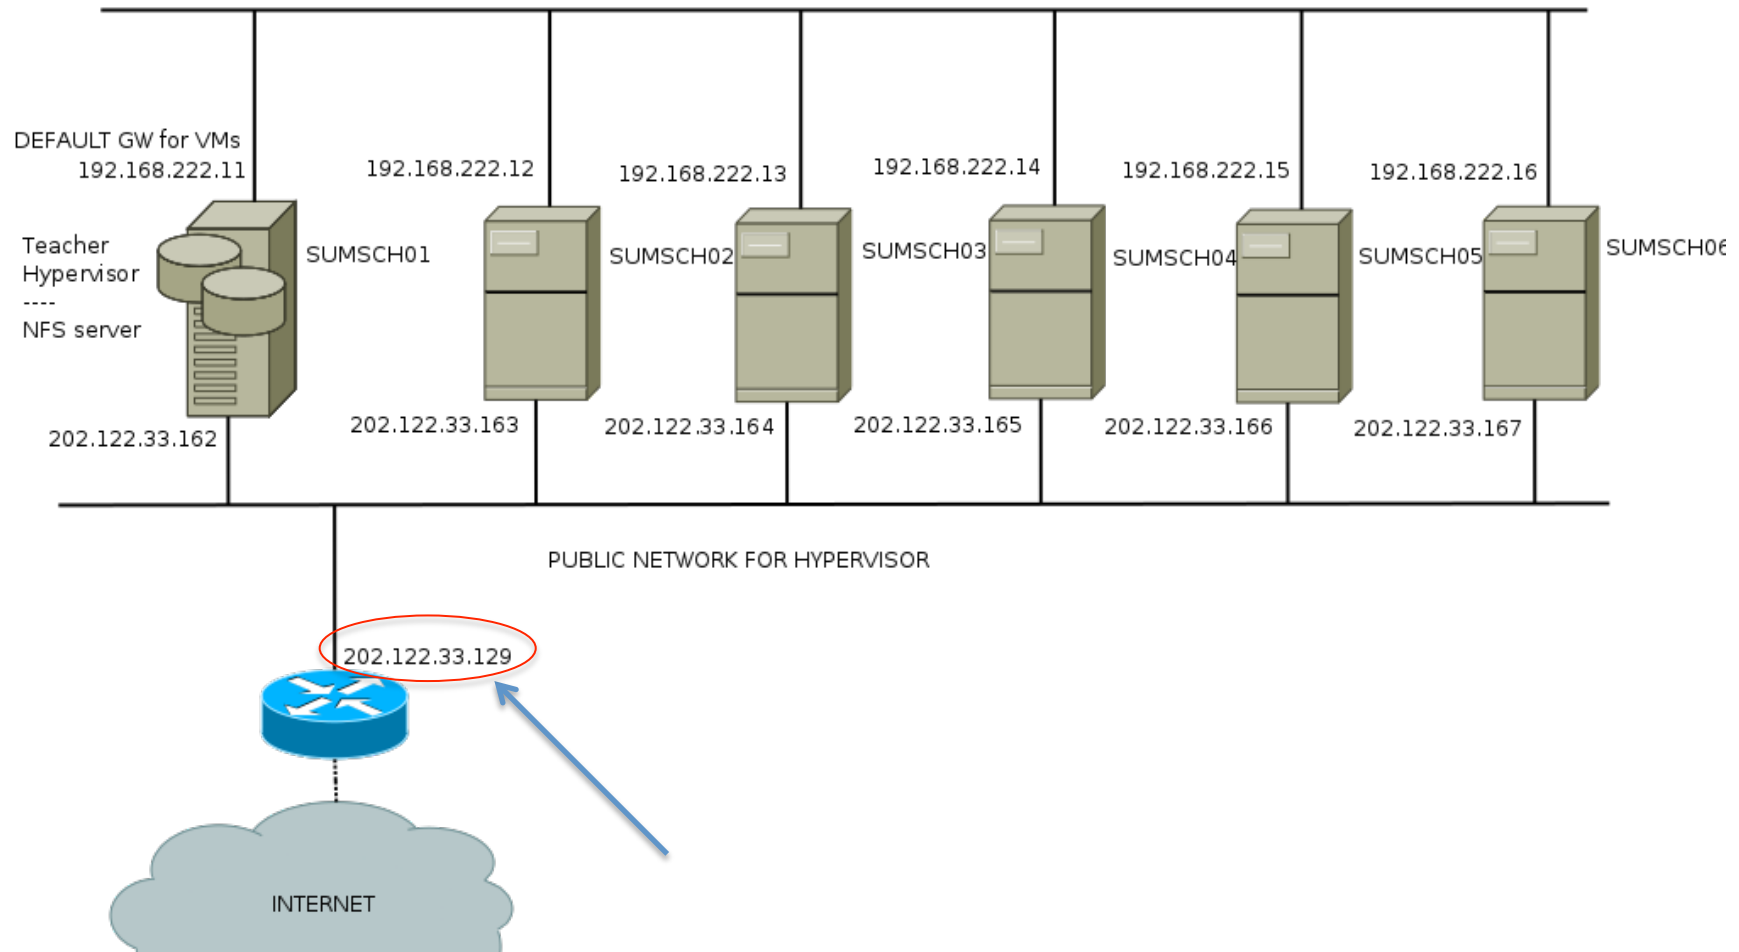 DEFAULT GW for VMs
192.168.222.11
192.168.222.12
192.168.222.13
192.168.222.14
192.168.222.15
192.168.222.16
Teacher
Hypervisor
----
NFS server
SUMSCH01
SUMSCH02
SUMSCH03
SUMSCH04
SUMSCH05
SUMSCH06
202.122.33.162
202.122.33.163
202.122.33.164
202.122.33.165
202.122.33.166
202.122.33.167
PUBLIC NETWORK FOR HYPERVISOR
202.122.33.129
INTERNET